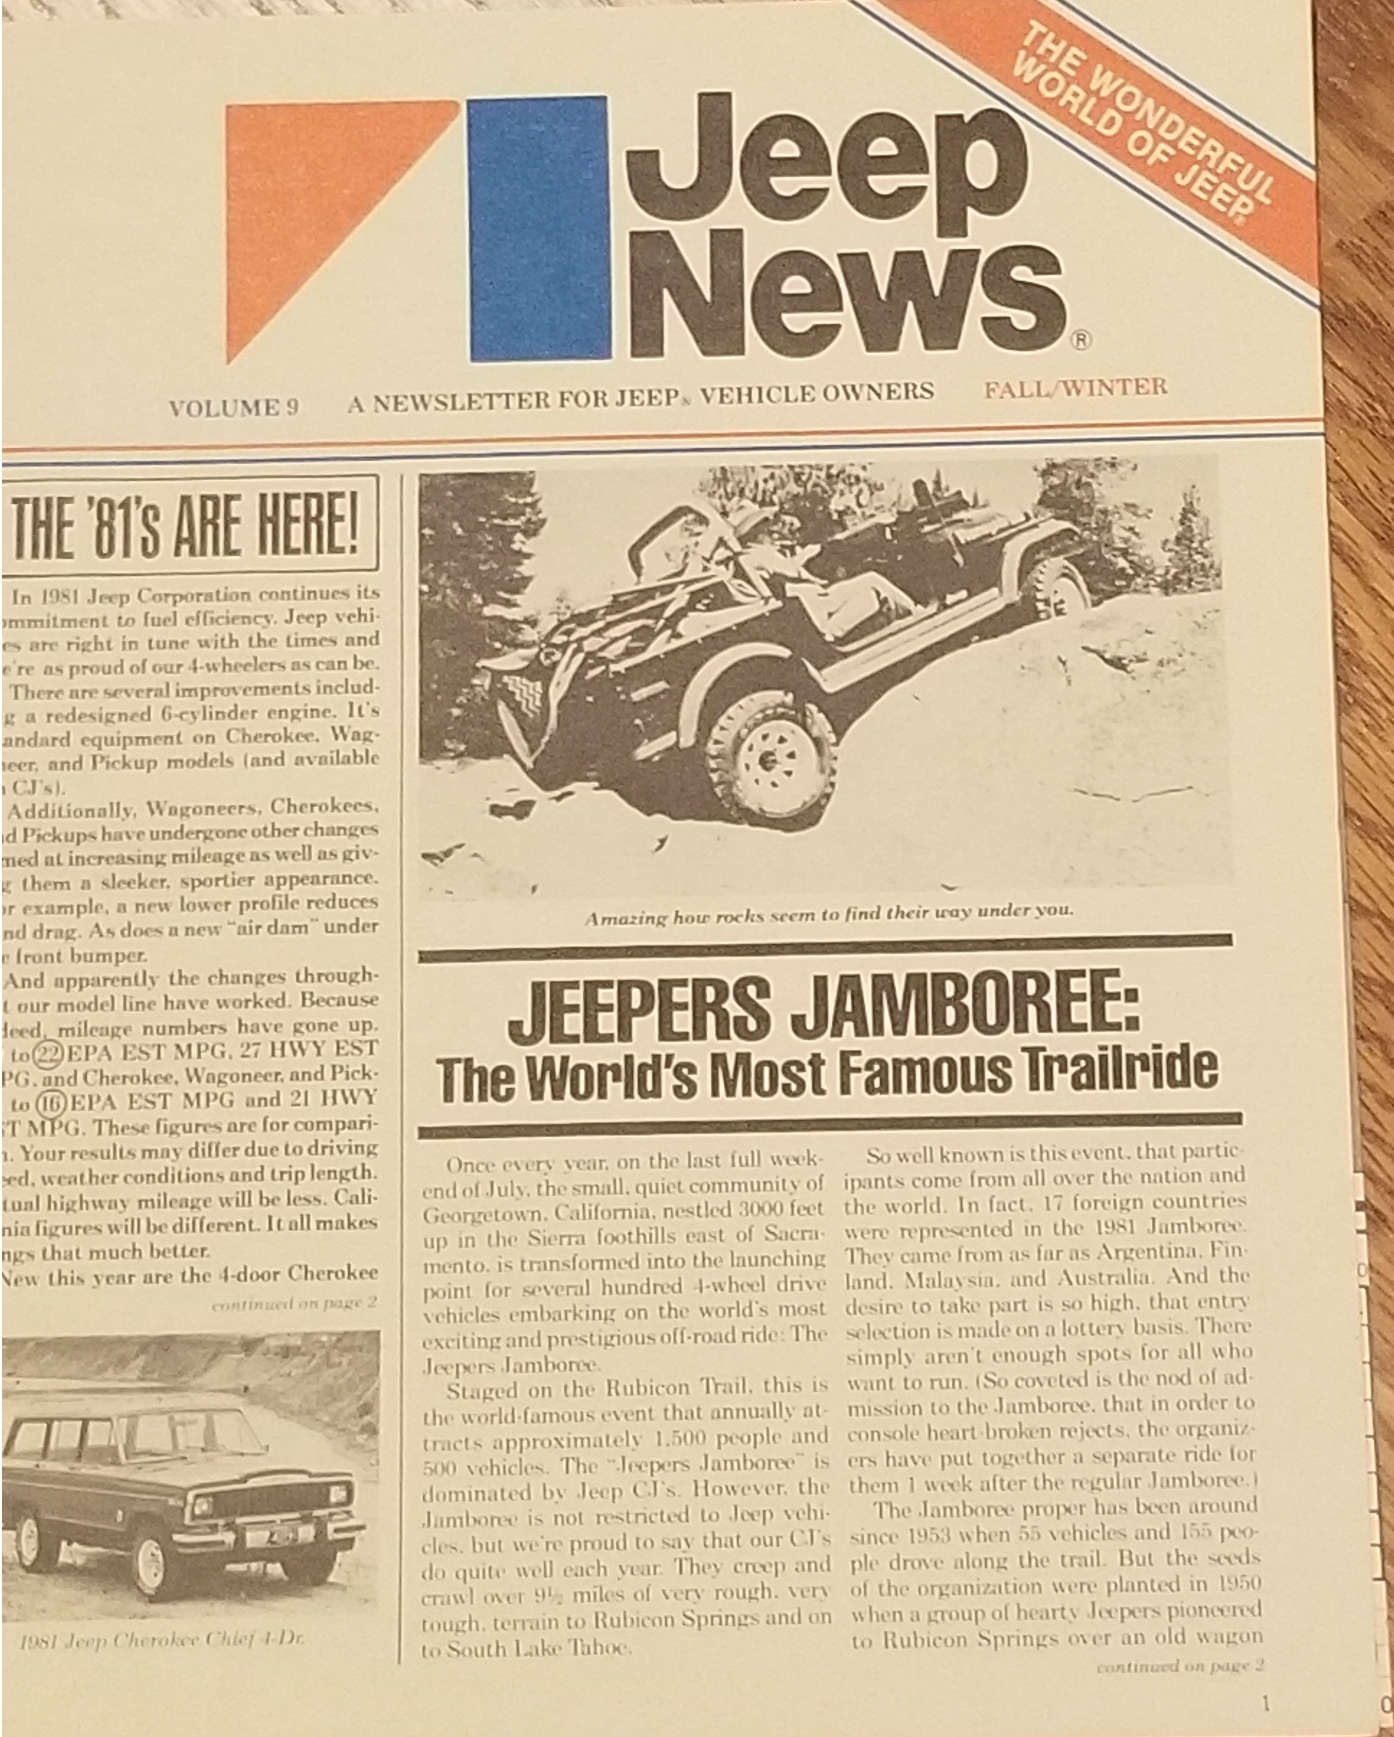 THE WONDERFUL
WORLD OF JEEP®
Jeep
News®
VOLUME 9
A NEWSLETTER FOR JEEP® VEHICLE OWNERS
FALL/WINTER
THE '81's ARE HERE!
In 1981 Jeep Corporation continues its
ommitment to fuel efficiency. Jeep vehi-
es are right in tune with the times and
e're as proud of our 4-wheelers as can be.
There are several improvements includ-
g a redesigned 6-cylinder engine. It's
andard equipment on Cherokee, Wag-
neer, and Pickup models (and available
CJ's).
Additionally, Wagoneers, Cherokees,
d Pickups have undergone other changes
med at increasing mileage as well as giv-
g them a sleeker, sportier appearance.
or example, a new lower profile reduces
nd drag. As does a new "air dam" under
e front bumper.
And apparently the changes through-
t our model line have worked. Because
deed, mileage numbers have gone up.
to 22 EPA EST MPG, 27 HWY EST
PG, and Cherokee, Wagoneer, and Pick-
to 16 EPA EST MPG and 21 HWY
T MPG. These figures are for compari-
n. Your results may differ due to driving
eed, weather conditions and trip length.
tual highway mileage will be less. Cali-
nia figures will be different. It all makes
ngs that much better.
New this year are the 4-door Cherokee
continued on page 2
1981 Jeep Cherokee Chief 4-Dr.
Amazing how rocks seem to find their way under you.
JEEPERS JAMBOREE:
The World's Most Famous Trailride
Once every year, on the last full week-
end of July, the small, quiet community of
Georgetown, California, nestled 3000 feet
up in the Sierra foothills east of Sacra-
mento, is transformed into the launching
point for several hundred 4-wheel drive
vehicles embarking on the world's most
exciting and prestigious off-road ride: The
Jeepers Jamboree.
Staged on the Rubicon Trail, this is
the world-famous event that annually at-
tracts approximately 1,500 people and
500 vehicles. The "Jeepers Jamboree" is
dominated by Jeep CJ's. However, the
Jamboree is not restricted to Jeep vehi-
cles, but we're proud to say that our CJ's
do quite well each year. They creep and
crawl over 9½ miles of very rough, very
tough, terrain to Rubicon Springs and on
to South Lake Tahoe.
So well known is this event, that partic-
ipants come from all over the nation and
the world. In fact, 17 foreign countries
were represented in the 1981 Jamboree.
They came from as far as Argentina, Fin-
land, Malaysia, and Australia. And the
desire to take part is so high, that entry
selection is made on a lottery basis. There
simply aren't enough spots for all who
want to run. (So coveted is the nod of ad-
mission to the Jamboree, that in order to
console heart-broken rejects, the organiz-
ers have put together a separate ride for
them 1 week after the regular Jamboree.)
The Jamboree proper has been around
since 1953 when 55 vehicles and 155 peo-
ple drove along the trail. But the seeds
of the organization were planted in 1950
when a group of hearty Jeepers pioneered
to Rubicon Springs over an old wagon
continued on page 2
1